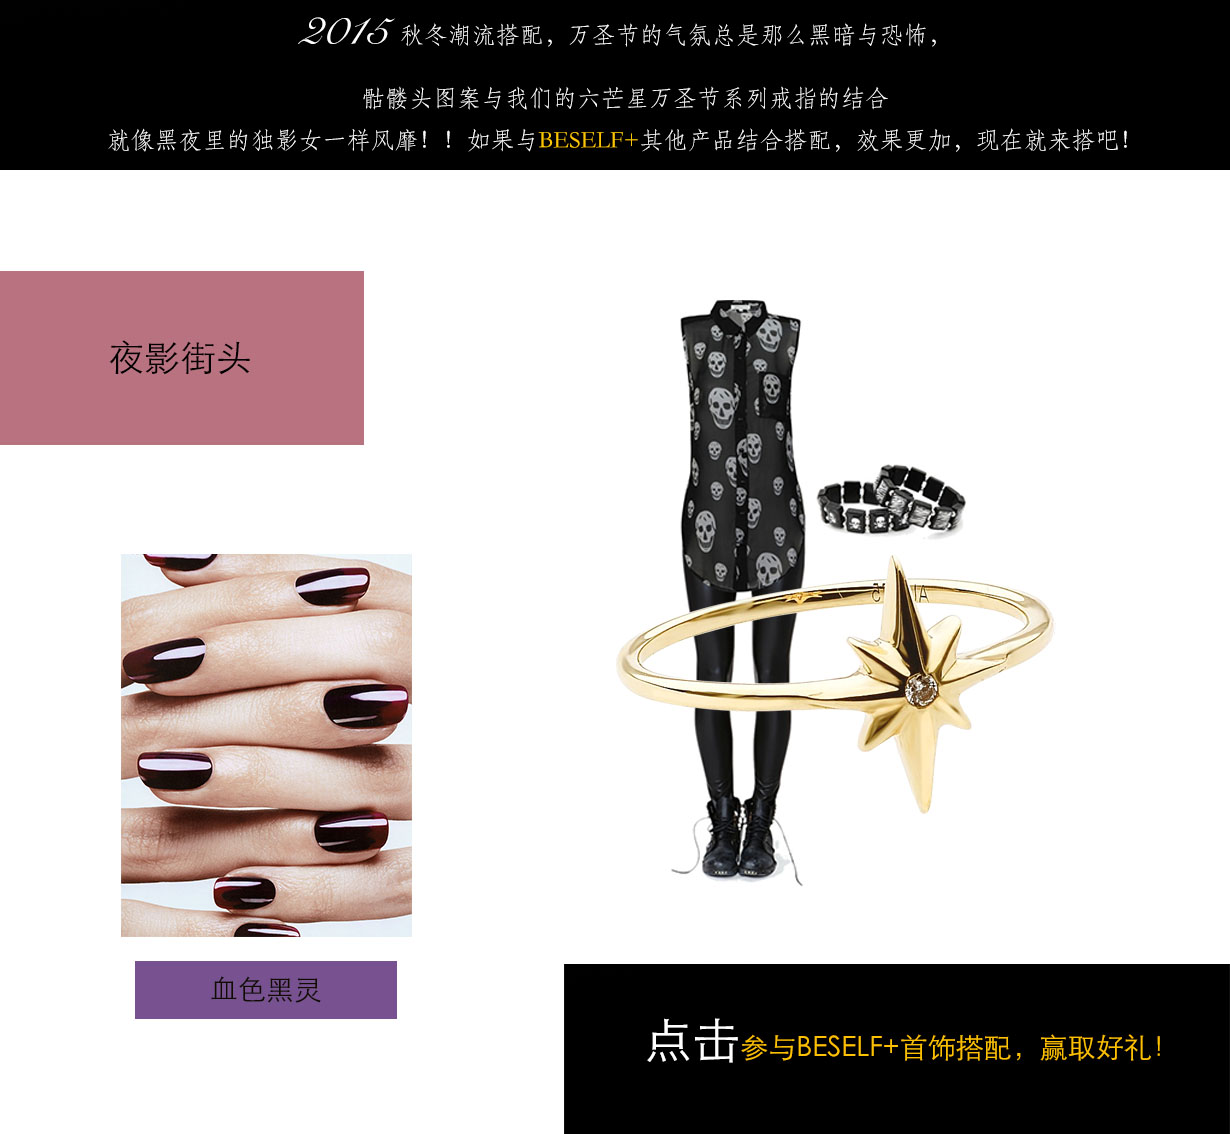 2015 秋冬潮流搭配，万圣节的气氛总是那么黑暗与恐怖，
骷髅头图案与我们的六芒星万圣节系列戒指的结合
就像黑夜里的独影女一样风靡！！如果与BESELF+其他产品结合搭配，效果更加，现在就来搭吧！
夜影街头
血色黑灵
点击参与BESELF+首饰搭配，赢取好礼！